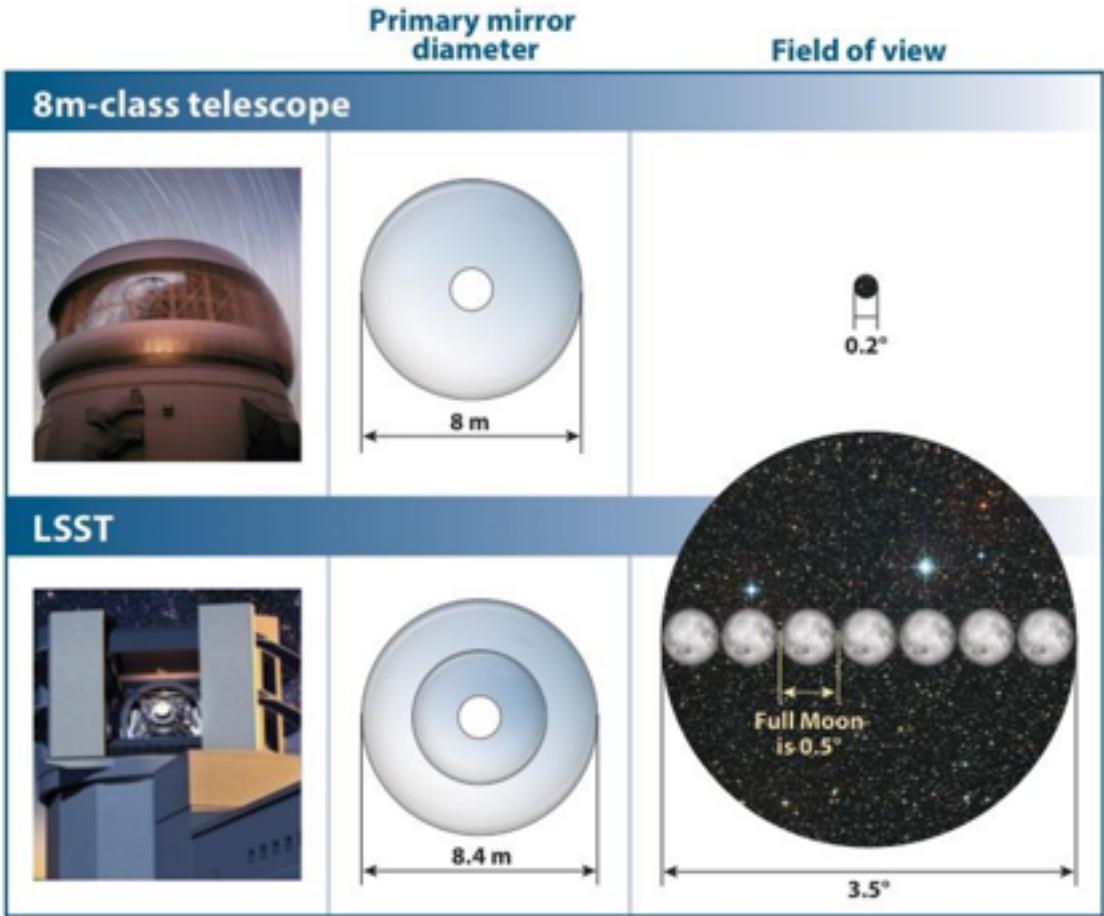 Primary mirror
diameter
Field of view
8m-class telescope
8 m
0.2°
LSST
Full Moon
is 0.5°
8.4 m
3.5°